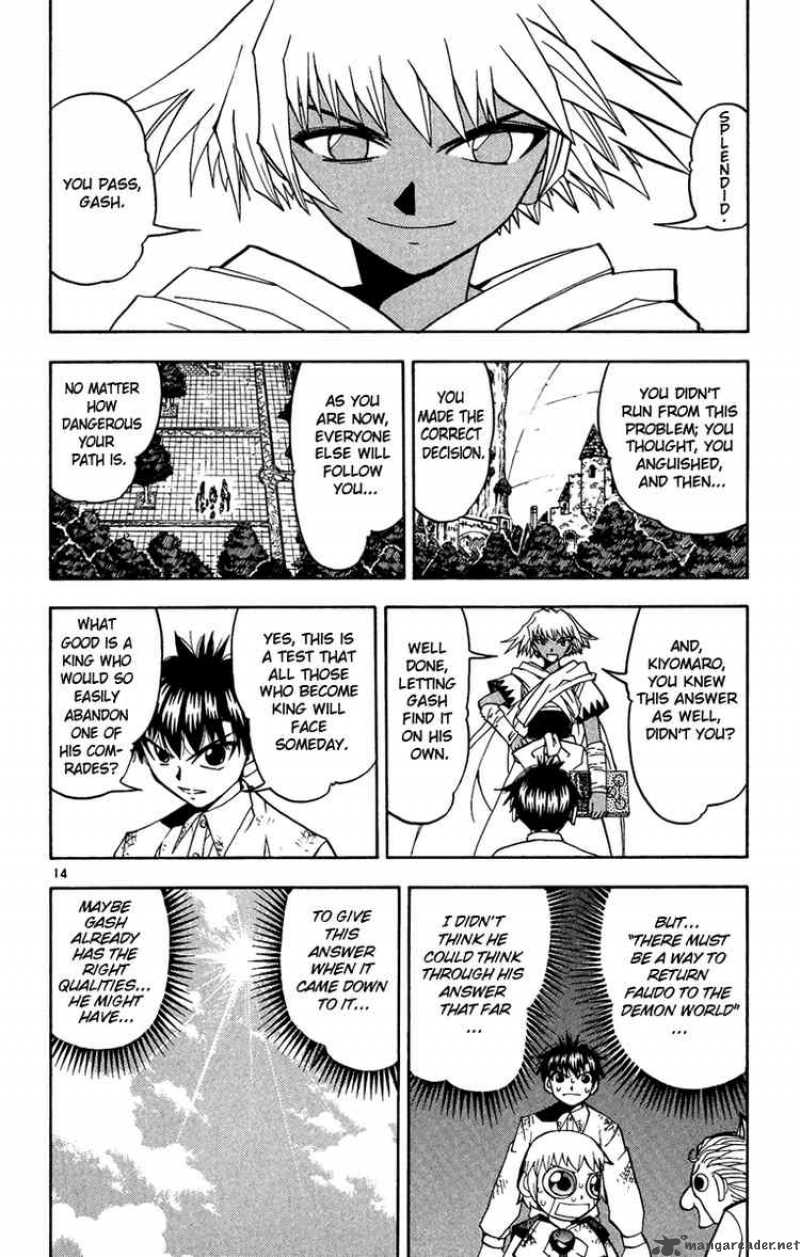 SPLENDID.
YOU PASS,
GASH.
YOU DIDN'T
RUN FROM THIS
PROBLEM; YOU
THOUGHT, YOU
ANGUISHED,
AND THEN...
YOU
MADE THE
CORRECT
DECISION.
AS YOU
ARE NOW,
EVERYONE
ELSE WILL
FOLLOW
YOU...
NO MATTER
HOW
DANGEROUS
YOUR
PATH IS.
AND,
KIYOMARO,
YOU KNEW
THIS ANSWER
AS WELL,
DIDN'T YOU?
WELL
DONE,
LETTING
GASH
FIND IT
ON HIS
OWN.
YES, THIS IS
A TEST THAT
ALL THOSE
WHO BECOME
KING WILL
FACE
SOMEDAY.
WHAT
GOOD IS A
KING WHO
WOULD SO
EASILY
ABANDON
ONE OF
HIS COM-
RADES?
14
BUT...
"THERE MUST
BE A WAY TO
RETURN
FAUDO TO THE
DEMON WORLD"
...
I DIDN'T
THINK HE
COULD THINK
THROUGH HIS
ANSWER
THAT FAR
...
TO GIVE
THIS
ANSWER
WHEN IT
CAME DOWN
TO IT...
MAYBE
GASH
ALREADY
HAS THE
RIGHT
QUALITIES...
HE MIGHT
HAVE...
mangareader.net